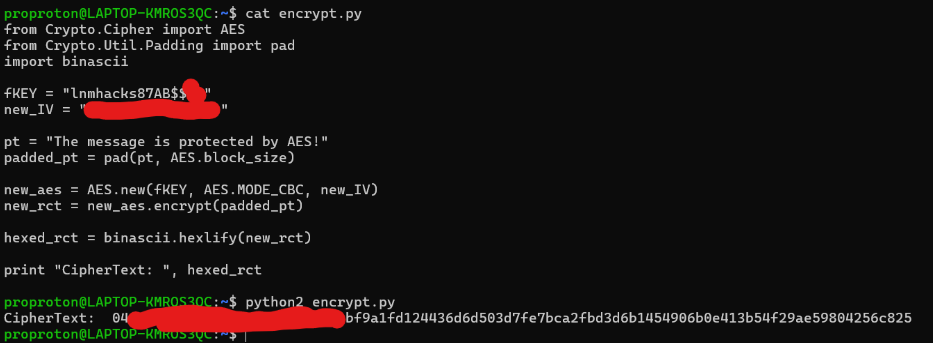 proproton@LAPTOP-KMROS3QC:~$ cat encrypt.py
from Crypto.Cipher import AES
from Crypto.Util.Padding import pad
import binascii
fKEY = "lnmhacks87AB$$ "
new_IV = " "
pt = "The message is protected by AES!"
padded_pt = pad(pt, AES.block_size)
new_aes = AES.new(fKEY, AES.MODE_CBC, new_IV)
new_rct = new_aes.encrypt(padded_pt)
hexed_rct = binascii.hexlify(new_rct)
print "CipherText: ", hexed_rct
proproton@LAPTOP-KMROS3QC:~$ python2 encrypt.py
CipherText:  04 bf9a1fd124436d6d503d7fe7bca2fbd3d6b1454906b0e413b54f29ae59804256c825
proproton@LAPTOP-KMROS3QC:~$